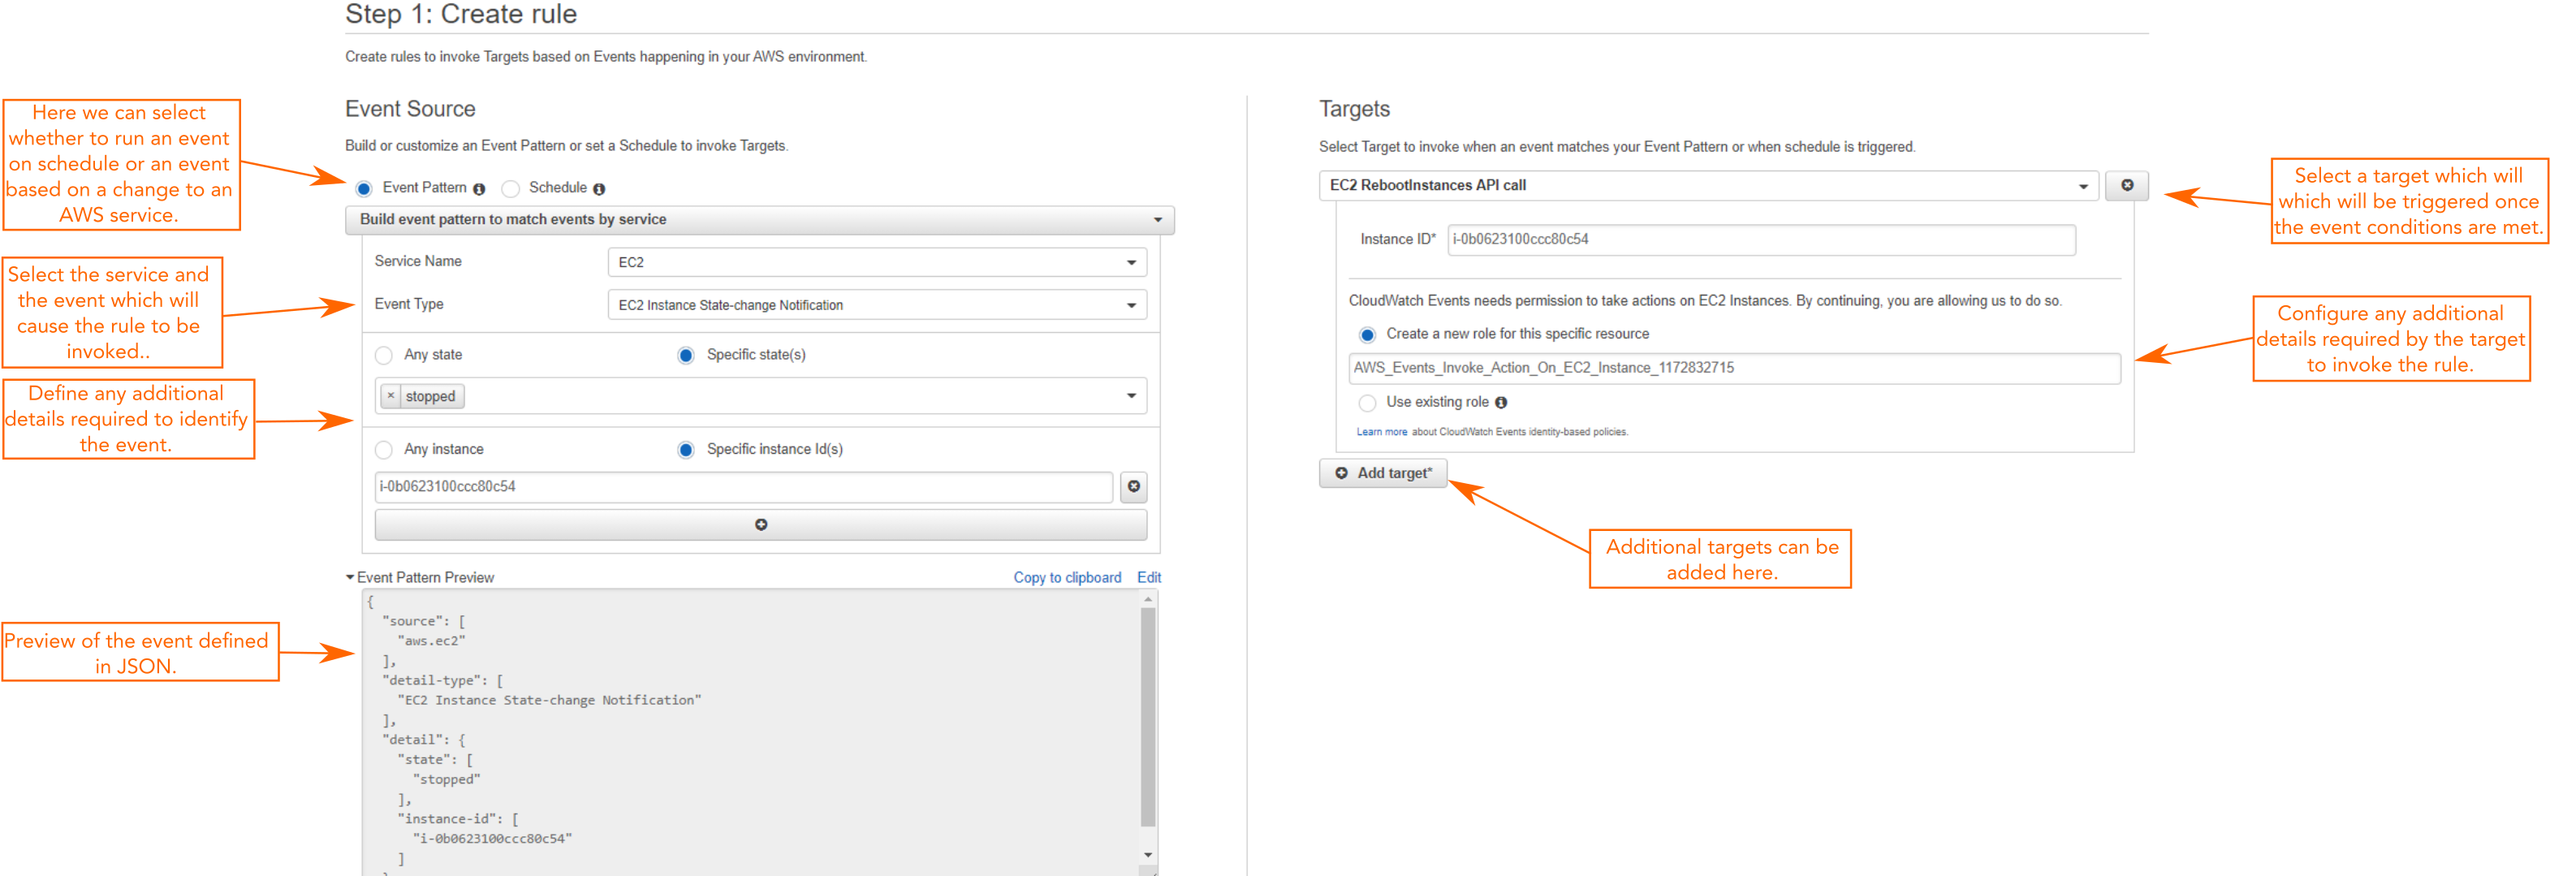 Step 1: Create rule
Create rules to invoke Targets based on Events happening in your AWS environment.
Here we can select
whether to run an event
on schedule or an event
based on a change to an
AWS service.
Select the service and
the event which will
cause the rule to be
invoked..
Define any additional
details required to identify
the event.
Preview of the event defined
in JSON.
Event Source
Build or customize an Event Pattern or set a Schedule to invoke Targets.
Event Pattern Schedule
Build event pattern to match events by service
Service Name EC2
Event Type EC2 Instance State-change Notification
Any state Specific state(s)
× stopped
Any instance Specific instance Id(s)
i-0b0623100ccc80c54
Event Pattern Preview Copy to clipboard Edit
{
"source": [
"aws.ec2"
],
"detail-type": [
"EC2 Instance State-change Notification"
],
"detail": {
"state": [
"stopped"
],
"instance-id": [
"i-0b0623100ccc80c54"
]
Targets
Select Target to invoke when an event matches your Event Pattern or when schedule is triggered.
EC2 RebootInstances API call
Instance ID* i-0b0623100ccc80c54
CloudWatch Events needs permission to take actions on EC2 Instances. By continuing, you are allowing us to do so.
Create a new role for this specific resource
AWS_Events_Invoke_Action_On_EC2_Instance_1172832715
Use existing role
Learn more about CloudWatch Events identity-based policies.
Add target*
Select a target which will
which will be triggered once
the event conditions are met.
Configure any additional
details required by the target
to invoke the rule.
Additional targets can be
added here.